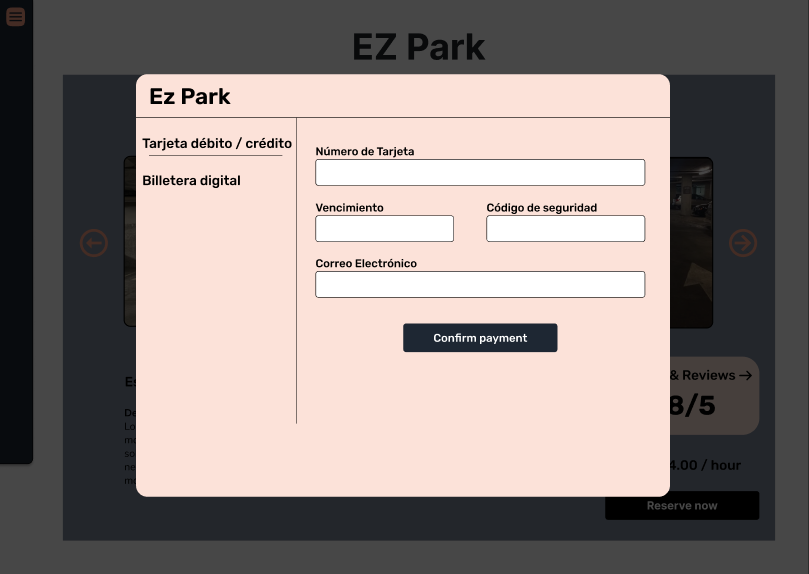 EZ Park
Ez Park
Tarjeta débito / crédito
Billetera digital
Número de Tarjeta
Vencimiento
Código de seguridad
Correo Electrónico
Confirm payment
& Reviews →
8/5
.00 / hour
Reserve now